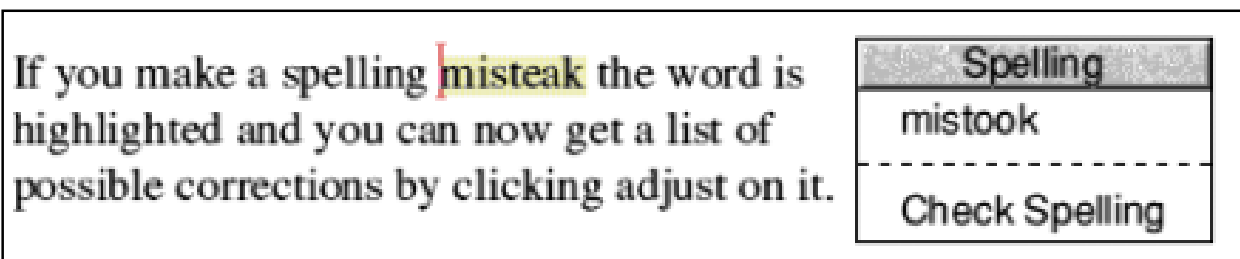 If you make a spelling misteak the word is
highlighted and you can now get a list of
possible corrections by clicking adjust on it.
Spelling
mistook
Check Spelling